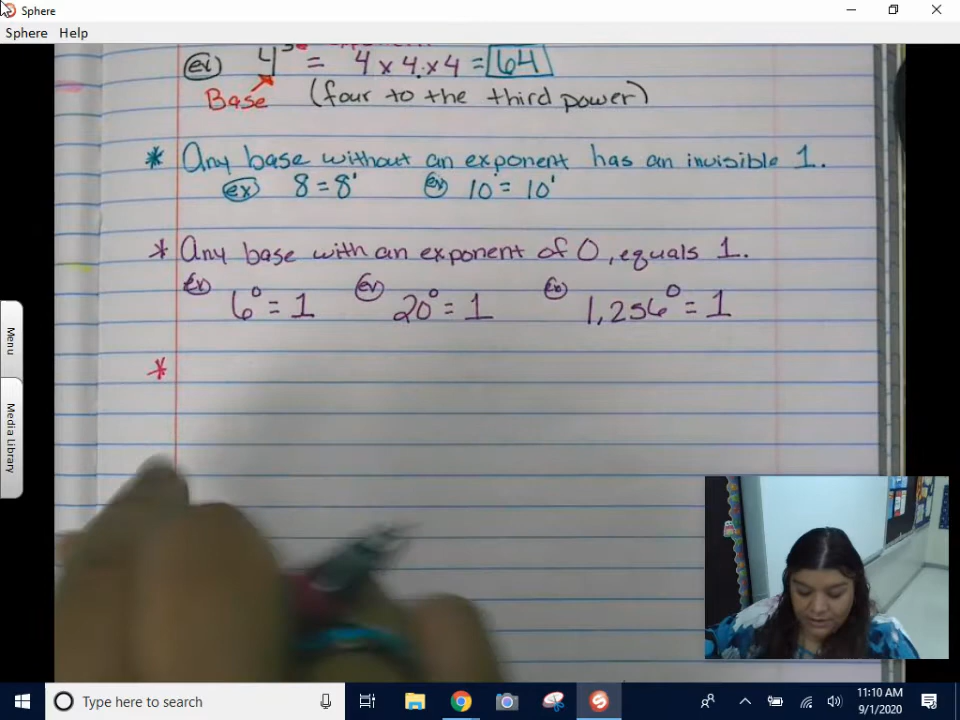 Sphere
Sphere Help
ex 4³ = 4 × 4 × 4 = 64
Base (four to the third power)
* Any base without an exponent has an invisible 1.
ex 8 = 8¹ ex 10 = 10¹
* Any base with an exponent of 0, equals 1.
ex 6⁰ = 1 ex 20⁰ = 1 ex 1,256⁰ = 1
*
Menu
Media Library
Type here to search
11:10 AM
9/1/2020